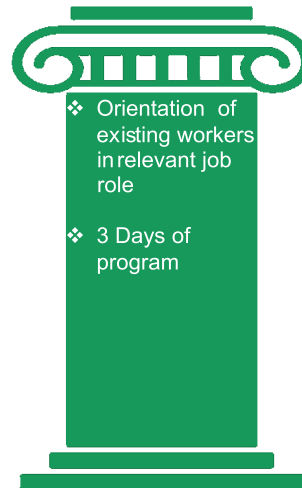 ❖ Orientation of
existing workers
in relevant job
role
❖ 3 Days of
program